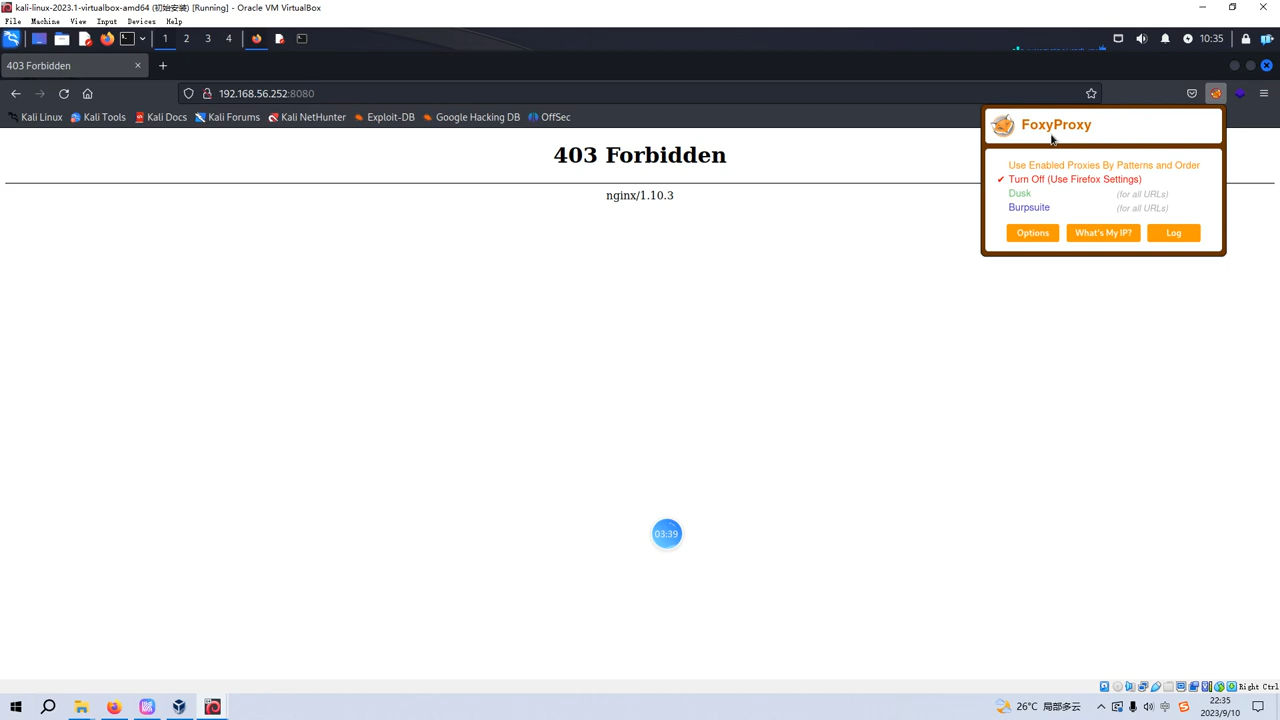 kali-linux-2023.1-virtualbox-amd64 (初始安装) [Running] - Oracle VM VirtualBox
File Machine View Input Devices Help
1 2 3 4 10:35
403 Forbidden
192.168.56.252:8080
Kali Linux Kali Tools Kali Docs Kali Forums Kali NetHunter Exploit-DB Google Hacking DB OffSec
FoxyProxy
403 Forbidden
nginx/1.10.3
Use Enabled Proxies By Patterns and Order
✔ Turn Off (Use Firefox Settings)
Dusk (for all URLs)
Burpsuite (for all URLs)
Options What's My IP? Log
03:39
Right Ctrl
26°C 局部多云 中 22:35
2023/9/10